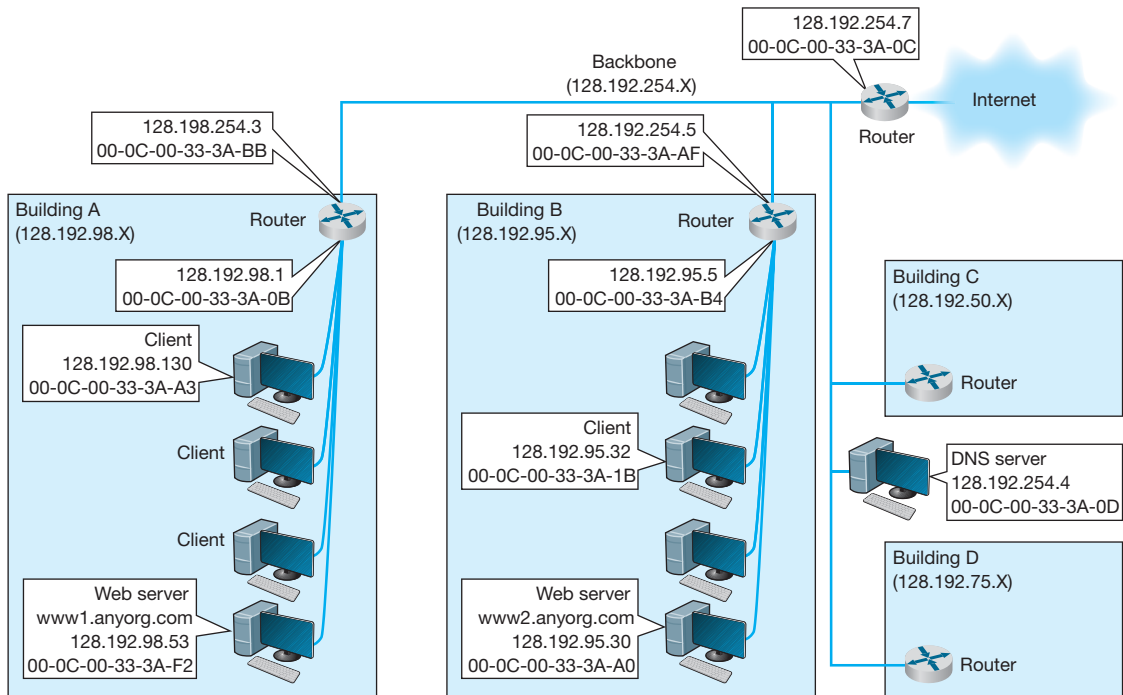 128.192.254.7
00-0C-00-33-3A-0C
Backbone
(128.192.254.X)
Internet
Router
128.198.254.3
00-0C-00-33-3A-BB
128.192.254.5
00-0C-00-33-3A-AF
Building A
(128.192.98.X)
Router
128.192.98.1
00-0C-00-33-3A-0B
Client
128.192.98.130
00-0C-00-33-3A-A3
Client
Client
Web server
www1.anyorg.com
128.192.98.53
00-0C-00-33-3A-F2
Building B
(128.192.95.X)
Router
128.192.95.5
00-0C-00-33-3A-B4
Client
128.192.95.32
00-0C-00-33-3A-1B
Web server
www2.anyorg.com
128.192.95.30
00-0C-00-33-3A-A0
Building C
(128.192.50.X)
Router
DNS server
128.192.254.4
00-0C-00-33-3A-0D
Building D
(128.192.75.X)
Router